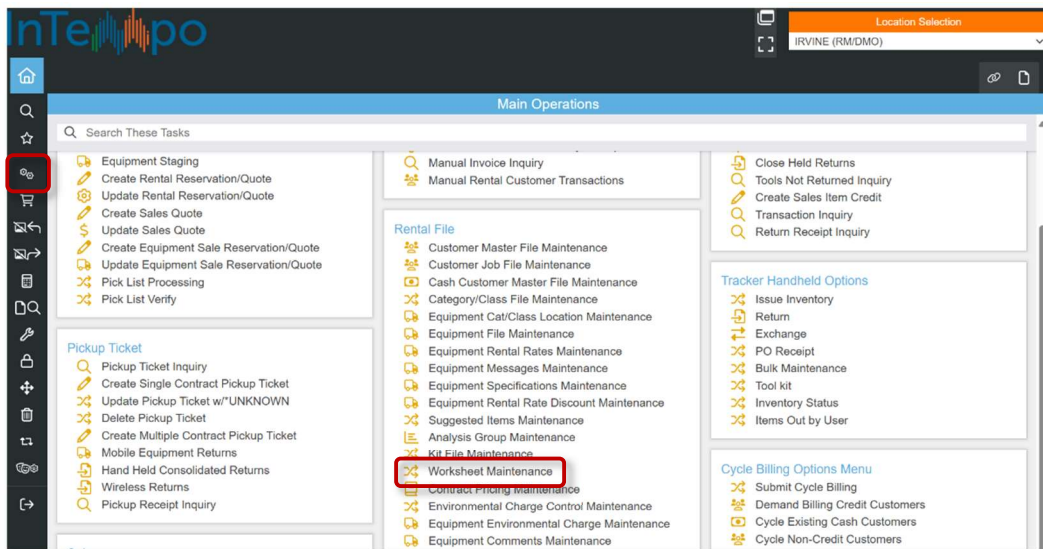 InTempo
Location Selection
IRVINE (RM/DMO)
Main Operations
Search These Tasks
Equipment Staging
Create Rental Reservation/Quote
Update Rental Reservation/Quote
Create Sales Quote
Update Sales Quote
Create Equipment Sale Reservation/Quote
Update Equipment Sale Reservation/Quote
Pick List Processing
Pick List Verify
Pickup Ticket
Pickup Ticket Inquiry
Create Single Contract Pickup Ticket
Update Pickup Ticket w/*UNKNOWN
Delete Pickup Ticket
Create Multiple Contract Pickup Ticket
Mobile Equipment Returns
Hand Held Consolidated Returns
Wireless Returns
Pickup Receipt Inquiry
Manual Invoice Inquiry
Manual Rental Customer Transactions
Rental File
Customer Master File Maintenance
Customer Job File Maintenance
Cash Customer Master File Maintenance
Category/Class File Maintenance
Equipment Cat/Class Location Maintenance
Equipment File Maintenance
Equipment Rental Rates Maintenance
Equipment Messages Maintenance
Equipment Specifications Maintenance
Equipment Rental Rate Discount Maintenance
Suggested Items Maintenance
Analysis Group Maintenance
Kit File Maintenance
Worksheet Maintenance
Contract Pricing Maintenance
Environmental Charge Control Maintenance
Equipment Environmental Charge Maintenance
Equipment Comments Maintenance
Close Held Returns
Tools Not Returned Inquiry
Create Sales Item Credit
Transaction Inquiry
Return Receipt Inquiry
Tracker Handheld Options
Issue Inventory
Return
Exchange
PO Receipt
Bulk Maintenance
Tool kit
Inventory Status
Items Out by User
Cycle Billing Options Menu
Submit Cycle Billing
Demand Billing Credit Customers
Cycle Existing Cash Customers
Cycle Non-Credit Customers